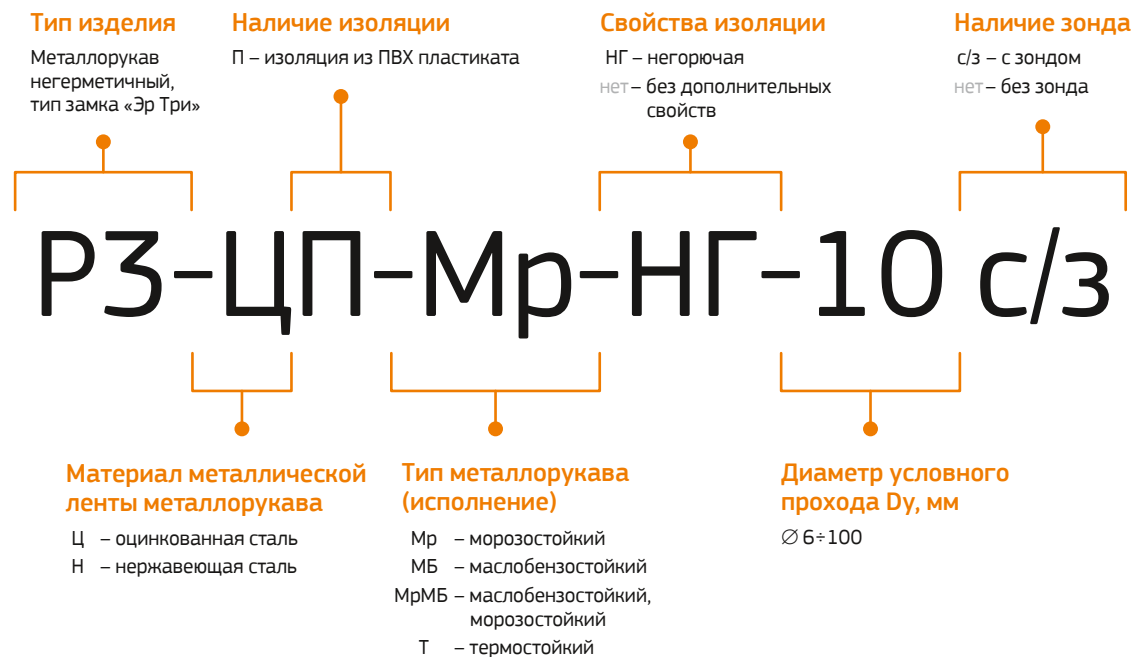 Тип изделия
Металлорукав
негерметичный,
тип замка «Эр Три»
Наличие изоляции
П – изоляция из ПВХ пластиката
Свойства изоляции
НГ – негорючая
нет – без дополнительных
свойств
Наличие зонда
с/з – с зондом
нет – без зонда
Р3-ЦП-Мр-НГ-10 с/з
Материал металлической
ленты металлорукава
Ц – оцинкованная сталь
Н – нержавеющая сталь
Тип металлорукава
(исполнение)
Мр – морозостойкий
МБ – маслобензостойкий
МрМБ – маслобензостойкий,
морозостойкий
Т – термостойкий
Диаметр условного
прохода Dy, мм
∅ 6÷100